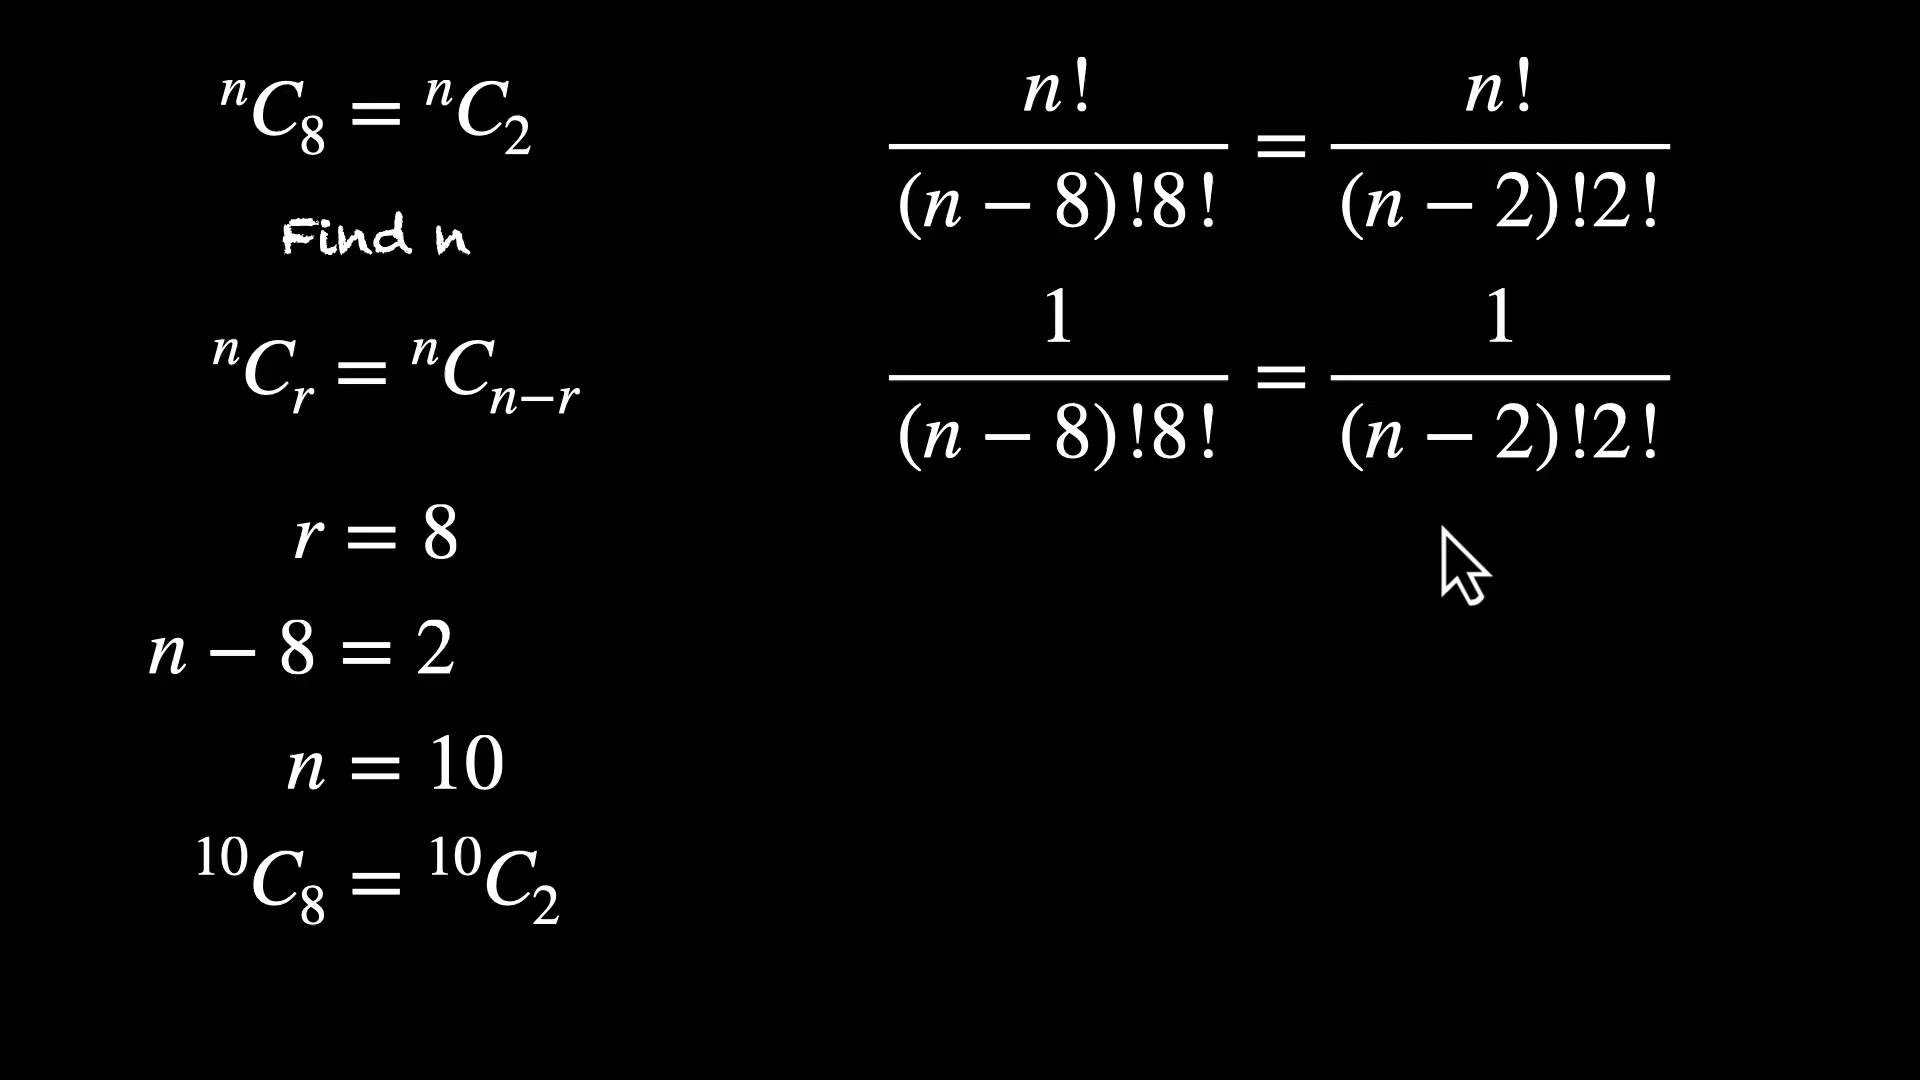 ⁿC₈ = ⁿC₂
Find n
ⁿCᵣ = ⁿCₙ₋ᵣ
r = 8
n − 8 = 2
n = 10
¹⁰C₈ = ¹⁰C₂
n!/((n − 8)!8!) = n!/((n − 2)!2!)
1/((n − 8)!8!) = 1/((n − 2)!2!)